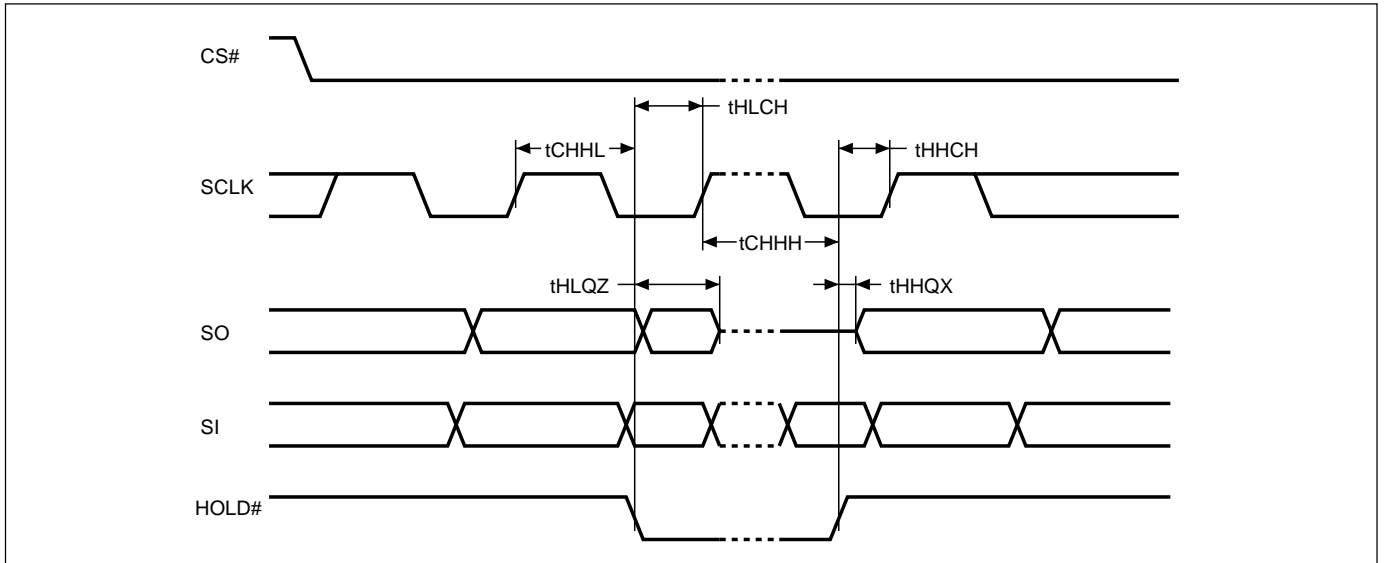 CS#
tHLCH
tCHHL
tHHCH
SCLK
tCHHH
tHLQZ
tHHQX
SO
SI
HOLD#